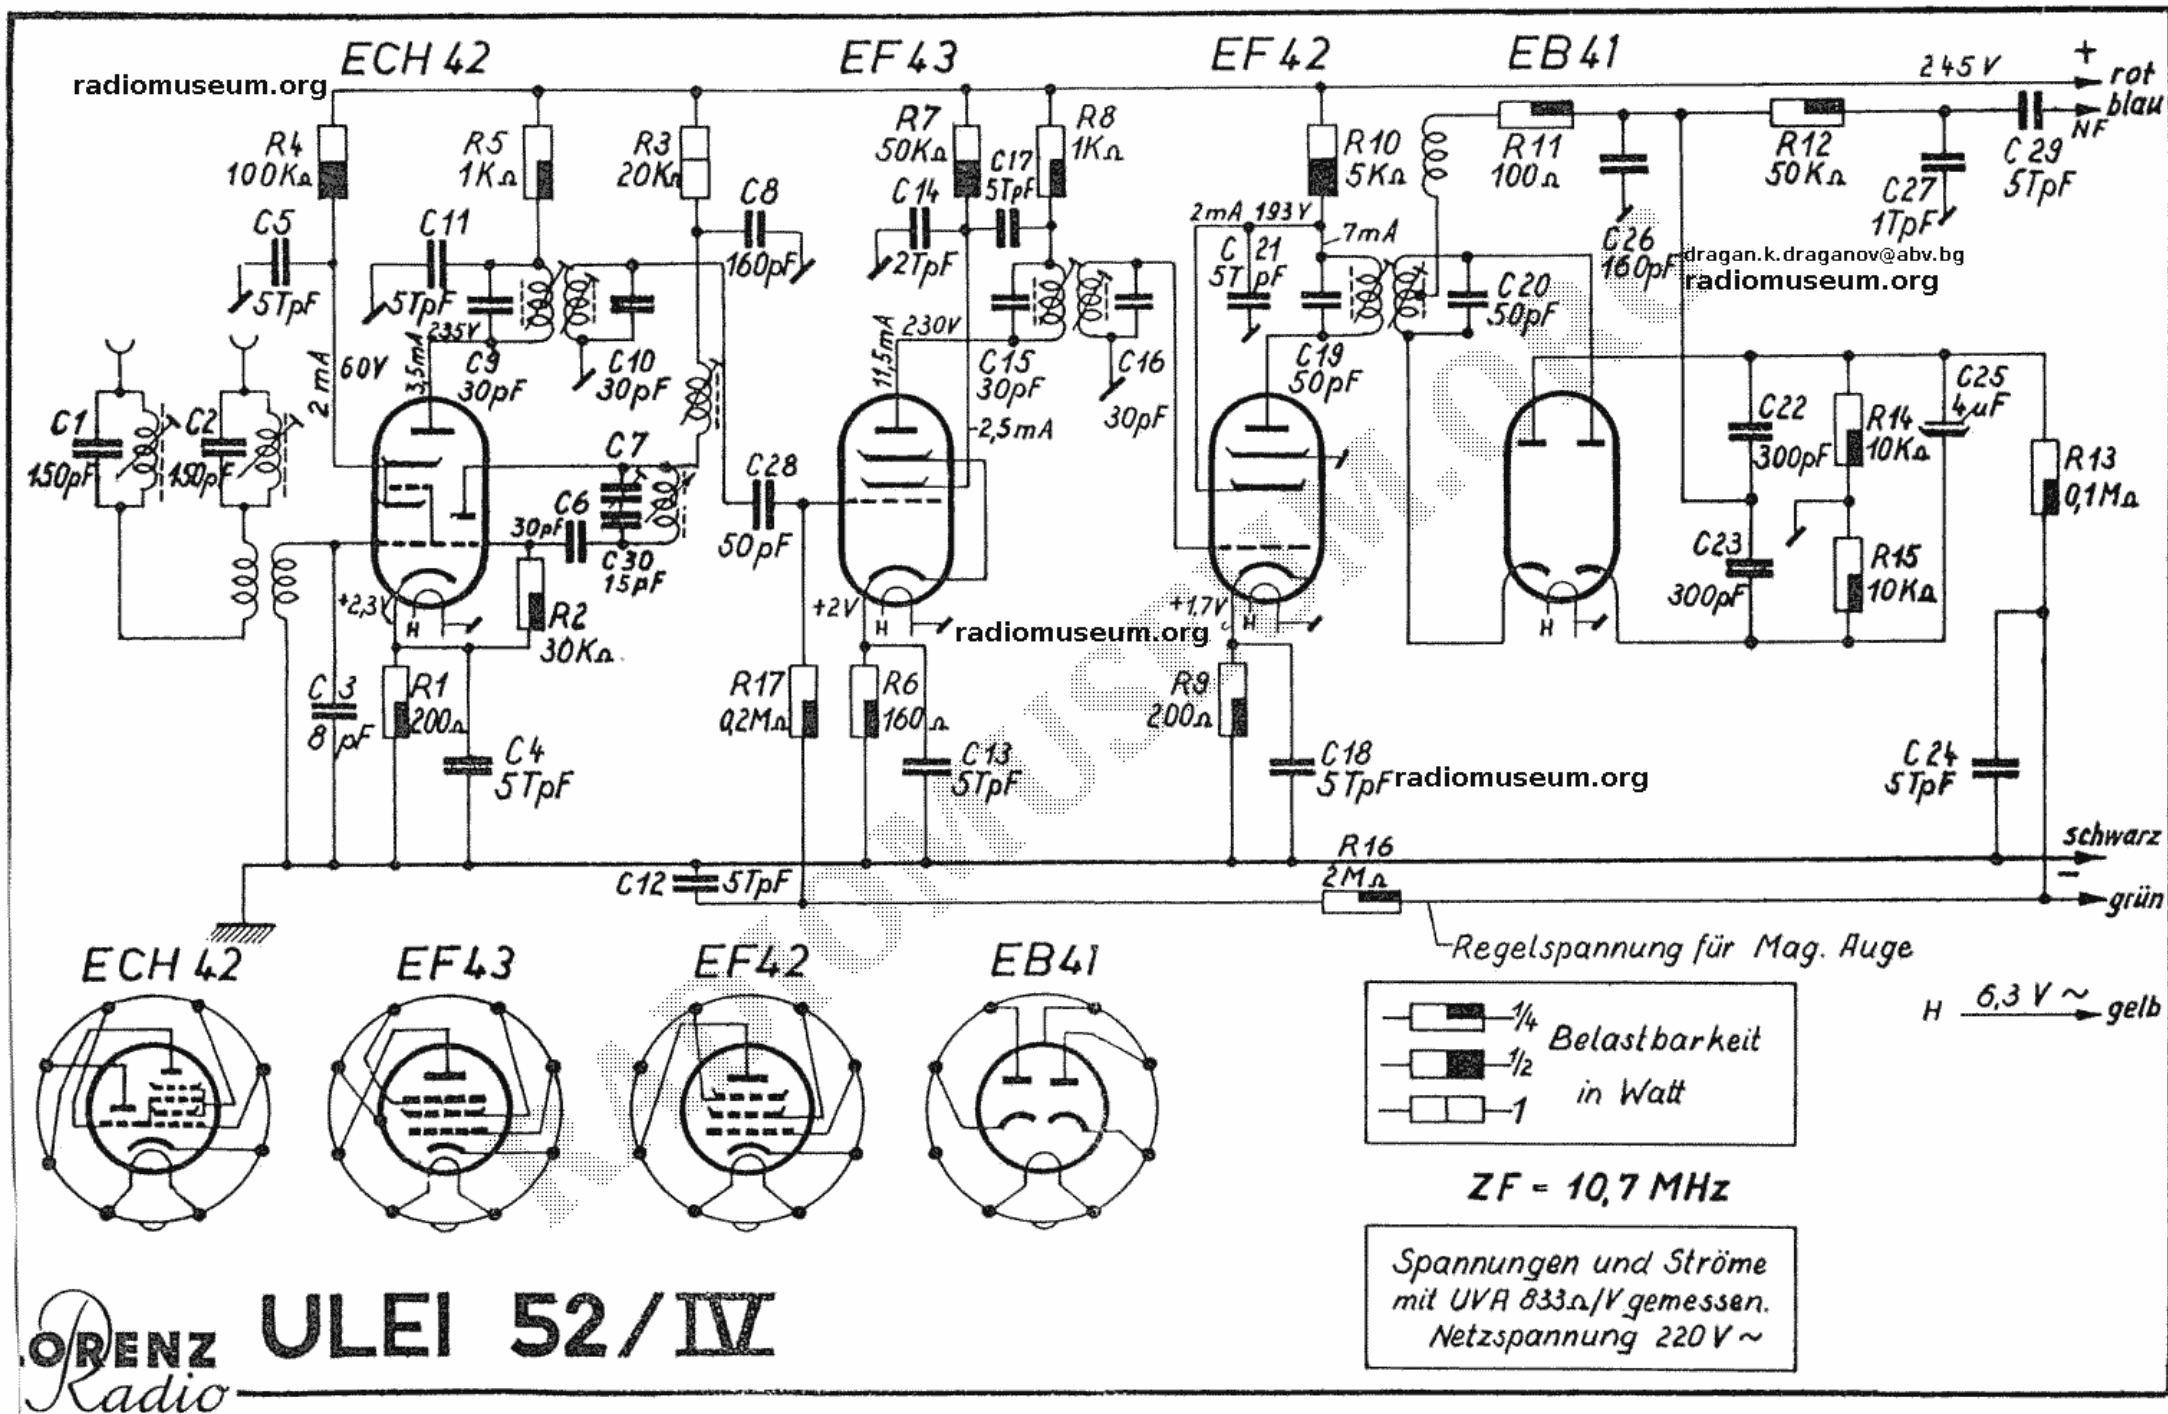 ECH 42
EF 43
EF 42
EB 41
radiomuseum.org
245 V
+
rot
blau
NF
R4
100KΩ
R5
1KΩ
R3
20KΩ
R7
50KΩ
C17
5TpF
R8
1KΩ
R10
5KΩ
R11
100Ω
R12
50KΩ
C29
5TpF
C5
5TpF
C11
5TpF
C8
160pF
C14
2TpF
2mA 193V
7mA
C 21
5TpF
C26
160pF
C27
1TpF
dragan.k.draganov@abv.bg
radiomuseum.org
C20
50pF
2 mA
60V
3,5mA
235V
C9
30pF
C10
30pF
11,5mA
230V
C15
30pF
C16
30pF
C19
50pF
C1
150pF
C2
150pF
2,5mA
C7
C6
30pF
C30
15pF
C28
50pF
C22
300pF
R14
10KΩ
C25
4µF
R13
0,1MΩ
C23
300pF
R15
10KΩ
+2,3V
H
R2
30KΩ
+2V
H
radiomuseum.org
+1,7V
H
H
C 3
8 pF
R1
200Ω
C4
5TpF
R17
0,2MΩ
R6
160Ω
C13
5TpF
R9
200Ω
C18
5TpF
radiomuseum.org
C24
5TpF
RADIOMUSEUM.ORG
schwarz
−
C12
5TpF
R16
2MΩ
grün
Regelspannung für Mag. Auge
ECH 42
EF43
EF42
EB41
1/4
1/2
1
Belastbarkeit
in Watt
H 6,3 V ~ gelb
ZF = 10,7 MHz
Spannungen und Ströme
mit UVA 833Ω/V gemessen.
Netzspannung 220 V ~
LORENZ
Radio
ULEI 52/IV